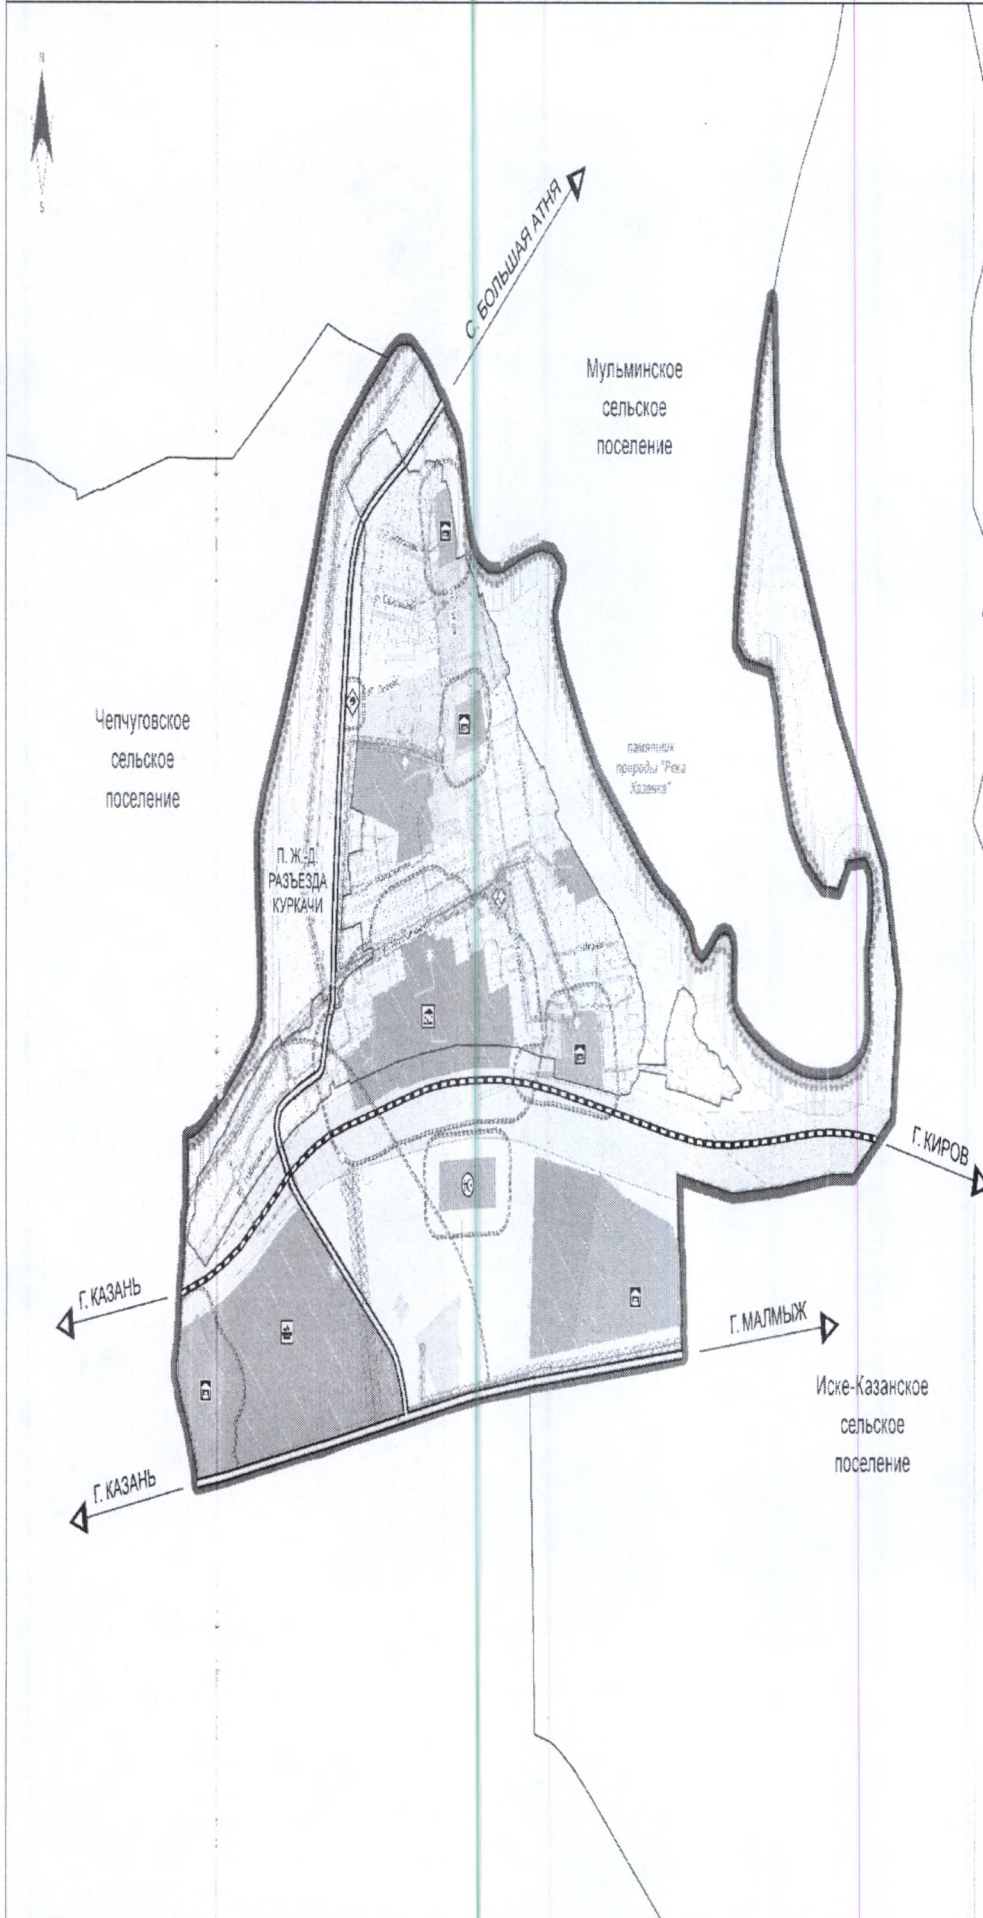 N
S
С. БОЛЬШАЯ АТНЯ
Мульминское
сельское
поселение
Чепчуговское
сельское
поселение
памятник
природы "Река
Казанка"
П. Ж.-Д.
РАЗЪЕЗДА
КУРКАЧИ
Г. КИРОВ
Г. КАЗАНЬ
Г. МАЛМЫЖ
Иске-Казанское
сельское
поселение
Г. КАЗАНЬ